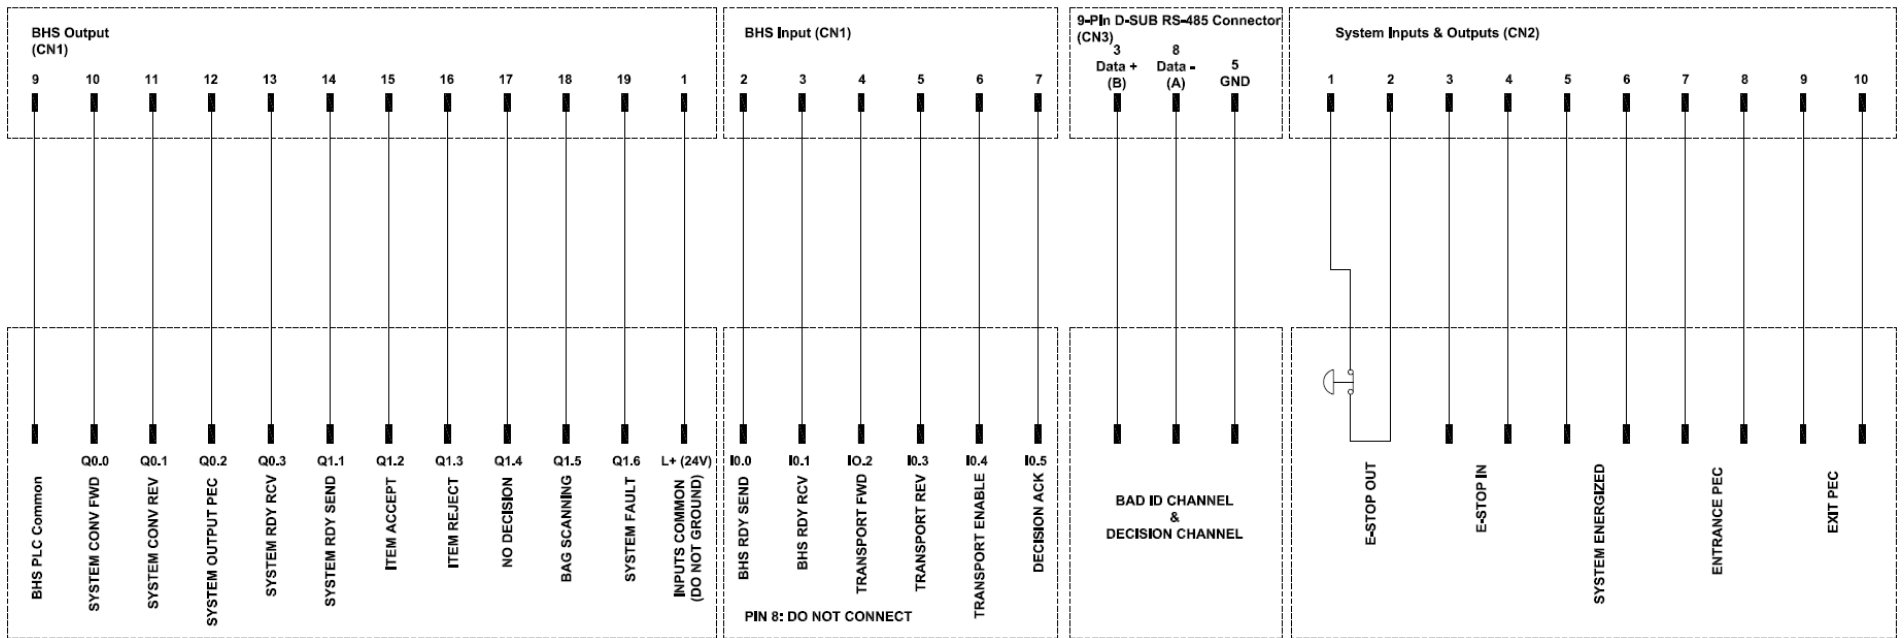 BHS Output
(CN1)
9 10 11 12 13 14 15 16 17 18 19 1
BHS Input (CN1)
2 3 4 5 6 7
9-Pin D-SUB RS-485 Connector
(CN3)
3 8 5
Data + Data - GND
(B) (A)
System Inputs & Outputs (CN2)
1 2 3 4 5 6 7 8 9 10
Q0.0 Q0.1 Q0.2 Q0.3 Q1.1 Q1.2 Q1.3 Q1.4 Q1.5 Q1.6 L+ (24V)
BHS PLC Common
SYSTEM CONV FWD
SYSTEM CONV REV
SYSTEM OUTPUT PEC
SYSTEM RDY RCV
SYSTEM RDY SEND
ITEM ACCEPT
ITEM REJECT
NO DECISION
BAG SCANNING
SYSTEM FAULT
INPUTS COMMON
(DO NOT GROUND)
I0.0 I0.1 IO.2 I0.3 I0.4 I0.5
BHS RDY SEND
BHS RDY RCV
TRANSPORT FWD
TRANSPORT REV
TRANSPORT ENABLE
DECISION ACK
PIN 8: DO NOT CONNECT
BAD ID CHANNEL
&
DECISION CHANNEL
E-STOP OUT
E-STOP IN
SYSTEM ENERGIZED
ENTRANCE PEC
EXIT PEC